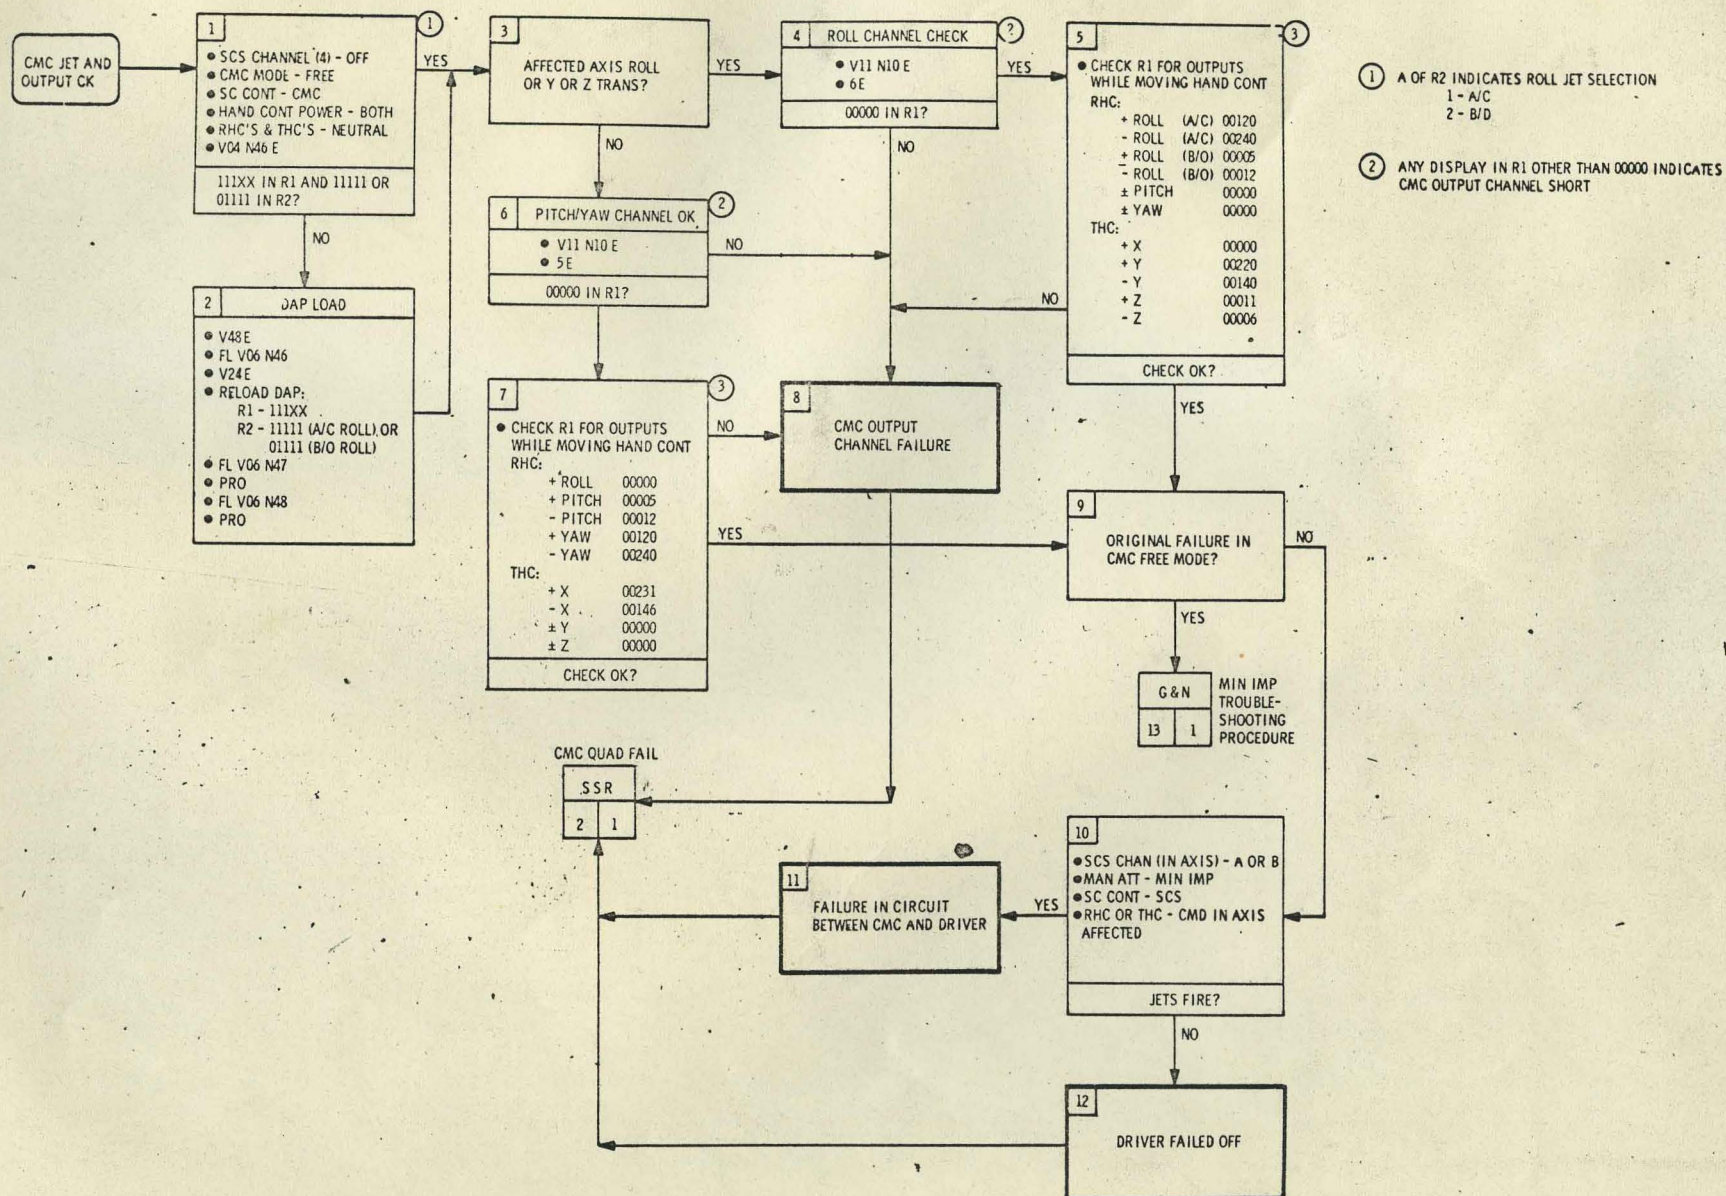 CMC JET AND
OUTPUT CK
1
①
● SCS CHANNEL (4) - OFF
● CMC MODE - FREE
● SC CONT - CMC
● HAND CONT POWER - BOTH
● RHC'S & THC'S - NEUTRAL
● V04 N46 E
111XX IN R1 AND 11111 OR
01111 IN R2?
YES
NO
2 DAP LOAD
● V48 E
● FL V06 N46
● V24 E
● RELOAD DAP:
R1 - 111XX
R2 - 11111 (A/C ROLL), OR
01111 (B/O ROLL)
● FL V06 N47
● PRO
● FL V06 N48
● PRO
3
AFFECTED AXIS ROLL
OR Y OR Z TRANS?
YES
NO
4 ROLL CHANNEL CHECK
?
● V11 N10 E
● 6E
00000 IN R1?
YES
NO
5
③
● CHECK R1 FOR OUTPUTS
WHILE MOVING HAND CONT
RHC:
+ ROLL (A/C) 00120
- ROLL (A/C) 00240
+ ROLL (B/O) 00005
- ROLL (B/O) 00012
± PITCH 00000
± YAW 00000
THC:
+ X 00000
+ Y 00220
- Y 00140
+ Z 00011
- Z 00006
CHECK OK?
NO
YES
6 PITCH/YAW CHANNEL OK
②
● V11 N10 E
● 5E
00000 IN R1?
NO
7
③
● CHECK R1 FOR OUTPUTS
WHILE MOVING HAND CONT
RHC:
+ ROLL 00000
+ PITCH 00005
- PITCH 00012
+ YAW 00120
- YAW 00240
THC:
+ X 00231
- X 00146
± Y 00000
± Z 00000
CHECK OK?
NO
YES
8
CMC OUTPUT
CHANNEL FAILURE
9
ORIGINAL FAILURE IN
CMC FREE MODE?
NO
YES
G & N
13 1
MIN IMP
TROUBLE-
SHOOTING
PROCEDURE
CMC QUAD FAIL
SSR
2 1
10
● SCS CHAN (IN AXIS) - A OR B
● MAN ATT - MIN IMP
● SC CONT - SCS
● RHC OR THC - CMD IN AXIS
AFFECTED
JETS FIRE?
YES
NO
11
FAILURE IN CIRCUIT
BETWEEN CMC AND DRIVER
12
DRIVER FAILED OFF
① A OF R2 INDICATES ROLL JET SELECTION
1 - A/C
2 - B/D
② ANY DISPLAY IN R1 OTHER THAN 00000 INDICATES
CMC OUTPUT CHANNEL SHORT